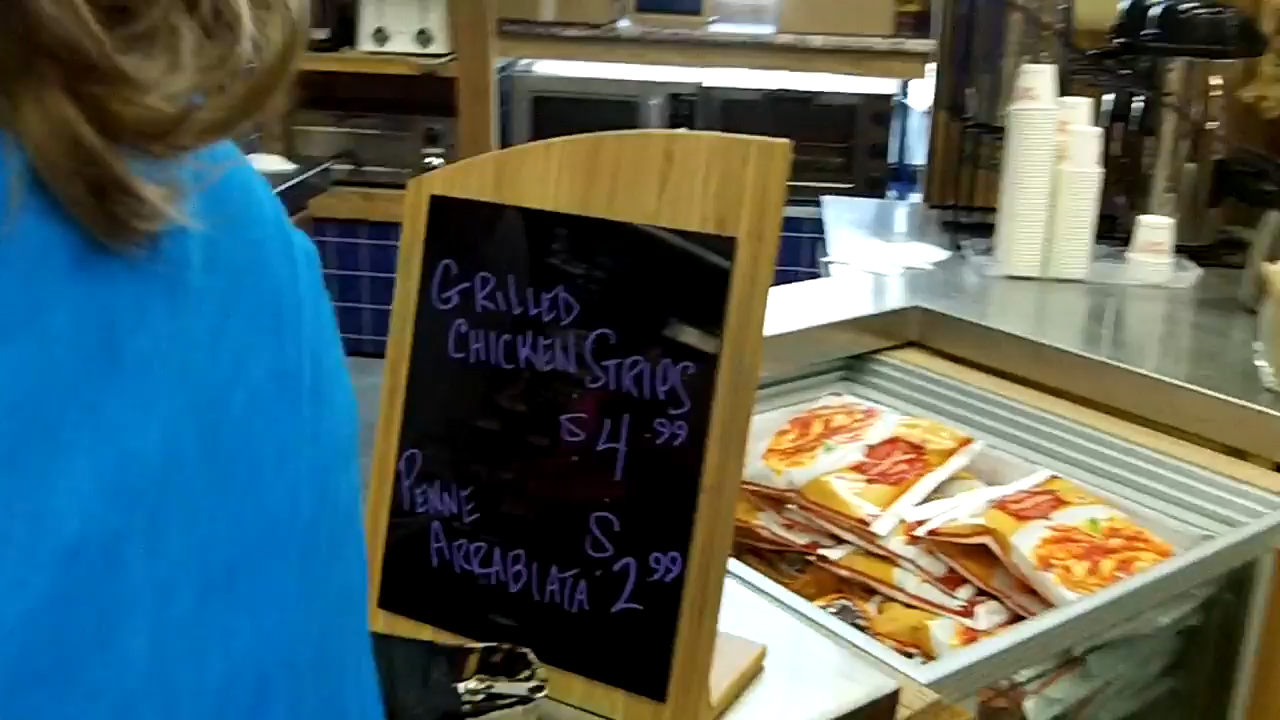 GRILLED
CHICKEN STRIPS
$4.99
PENNE
ARRABIATA $2.99